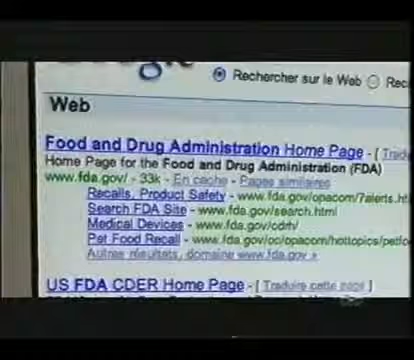 Rechercher sur le Web
Web
Food and Drug Administration Home Page - [
Home Page for the Food and Drug Administration (FDA)
www.fda.gov/ - 33k - En cache - Pages similaires
Recalls, Product Safety - www.fda.gov/opacom/7alerts.ht
Search FDA Site - www.fda.gov/search.html
Medical Devices - www.fda.gov/cdrh/
Pet Food Recall - www.fda.gov/oc/opacom/hottopics/petfo
Autres résultats, domaine www.fda.gov »
US FDA CDER Home Page - [ Traduire cette page ]